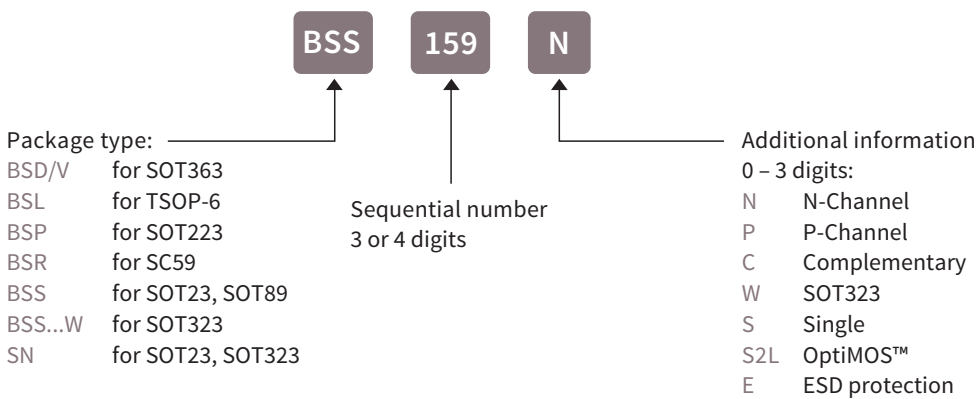 BSS 159 N
Package type:
BSD/V for SOT363
BSL for TSOP-6
BSP for SOT223
BSR for SC59
BSS for SOT23, SOT89
BSS...W for SOT323
SN for SOT23, SOT323
Sequential number
3 or 4 digits
Additional information
0 – 3 digits:
N N-Channel
P P-Channel
C Complementary
W SOT323
S Single
S2L OptiMOS™
E ESD protection